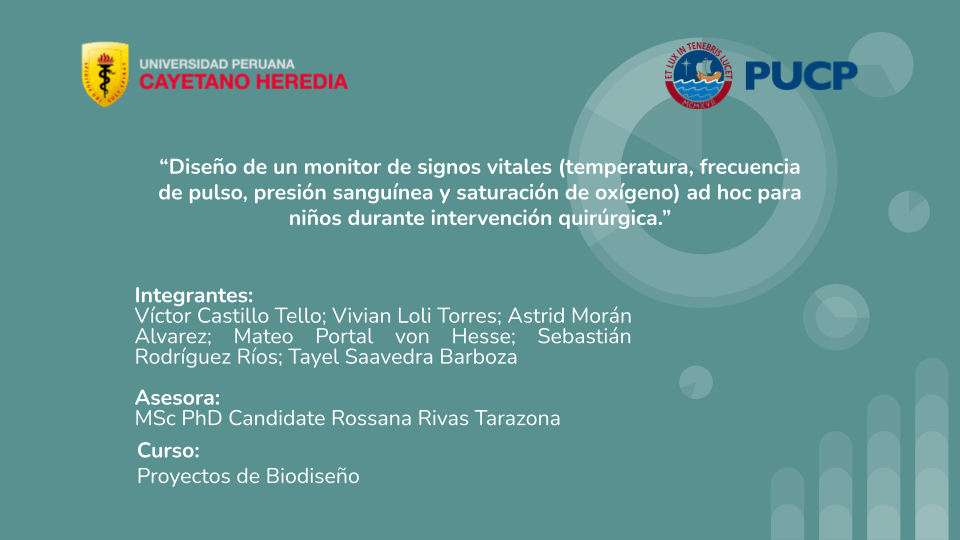 UNIVERSIDAD PERUANA
CAYETANO HEREDIA
ET LUX IN TENEBRIS LUCET
MCMXVII
PUCP
“Diseño de un monitor de signos vitales (temperatura, frecuencia
de pulso, presión sanguínea y saturación de oxígeno) ad hoc para
niños durante intervención quirúrgica.”
Integrantes:
Víctor Castillo Tello; Vivian Loli Torres; Astrid Morán
Alvarez; Mateo Portal von Hesse; Sebastián
Rodríguez Ríos; Tayel Saavedra Barboza
Asesora:
MSc PhD Candidate Rossana Rivas Tarazona
Curso:
Proyectos de Biodiseño